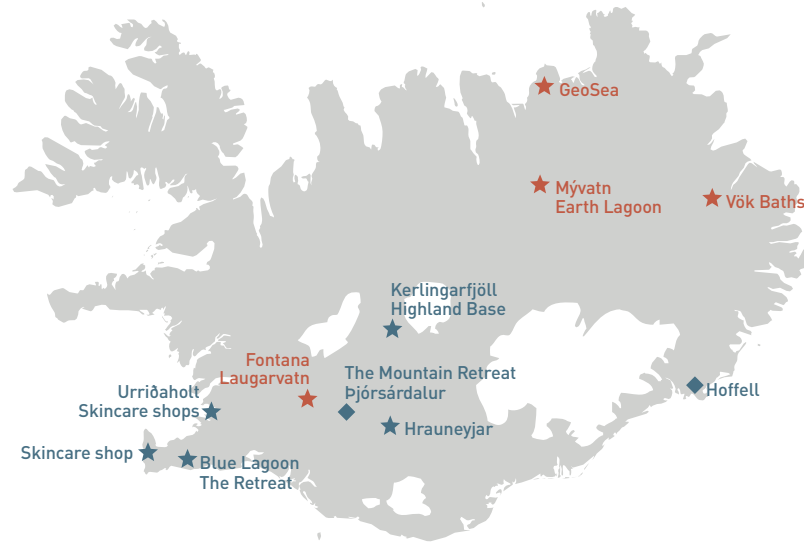 GeoSea
Mývatn
Earth Lagoon
Vök Baths
Kerlingarfjöll
Highland Base
Fontana
Laugarvatn
The Mountain Retreat
Þjórsárdalur
Hoffell
Urriðaholt
Skincare shops
Hrauneyjar
Skincare shop
Blue Lagoon
The Retreat